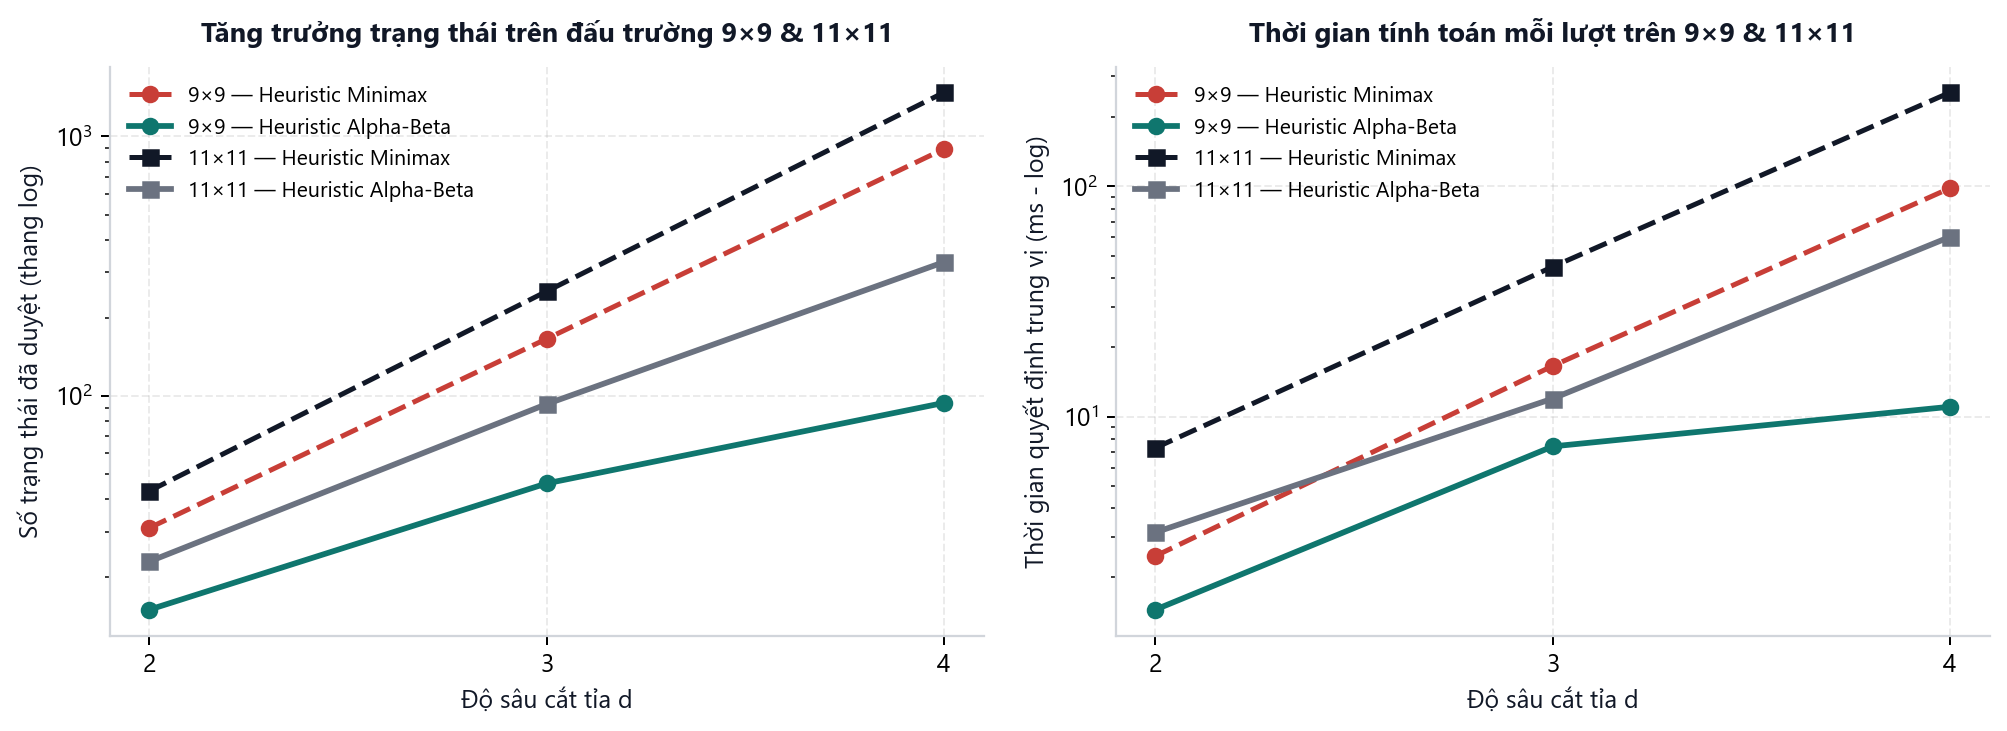 Tăng trưởng trạng thái trên đấu trường 9×9 & 11×11
9×9 — Heuristic Minimax
9×9 — Heuristic Alpha-Beta
11×11 — Heuristic Minimax
11×11 — Heuristic Alpha-Beta
Số trạng thái đã duyệt (thang log)
10³
10²
2 3 4
Độ sâu cắt tỉa d
Thời gian tính toán mỗi lượt trên 9×9 & 11×11
9×9 — Heuristic Minimax
9×9 — Heuristic Alpha-Beta
11×11 — Heuristic Minimax
11×11 — Heuristic Alpha-Beta
Thời gian quyết định trung vị (ms - log)
10²
10¹
2 3 4
Độ sâu cắt tỉa d